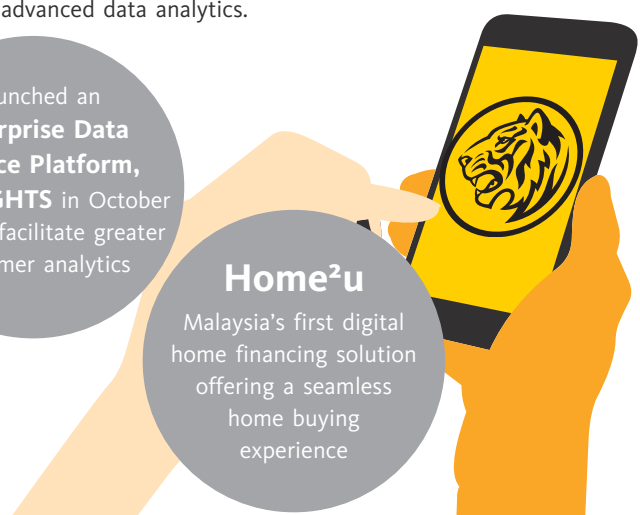 advanced data analytics.
unched an
rprise Data
ce Platform,
GHTS in October
facilitate greater
mer analytics
Home²u
Malaysia's first digital
home financing solution
offering a seamless
home buying
experience